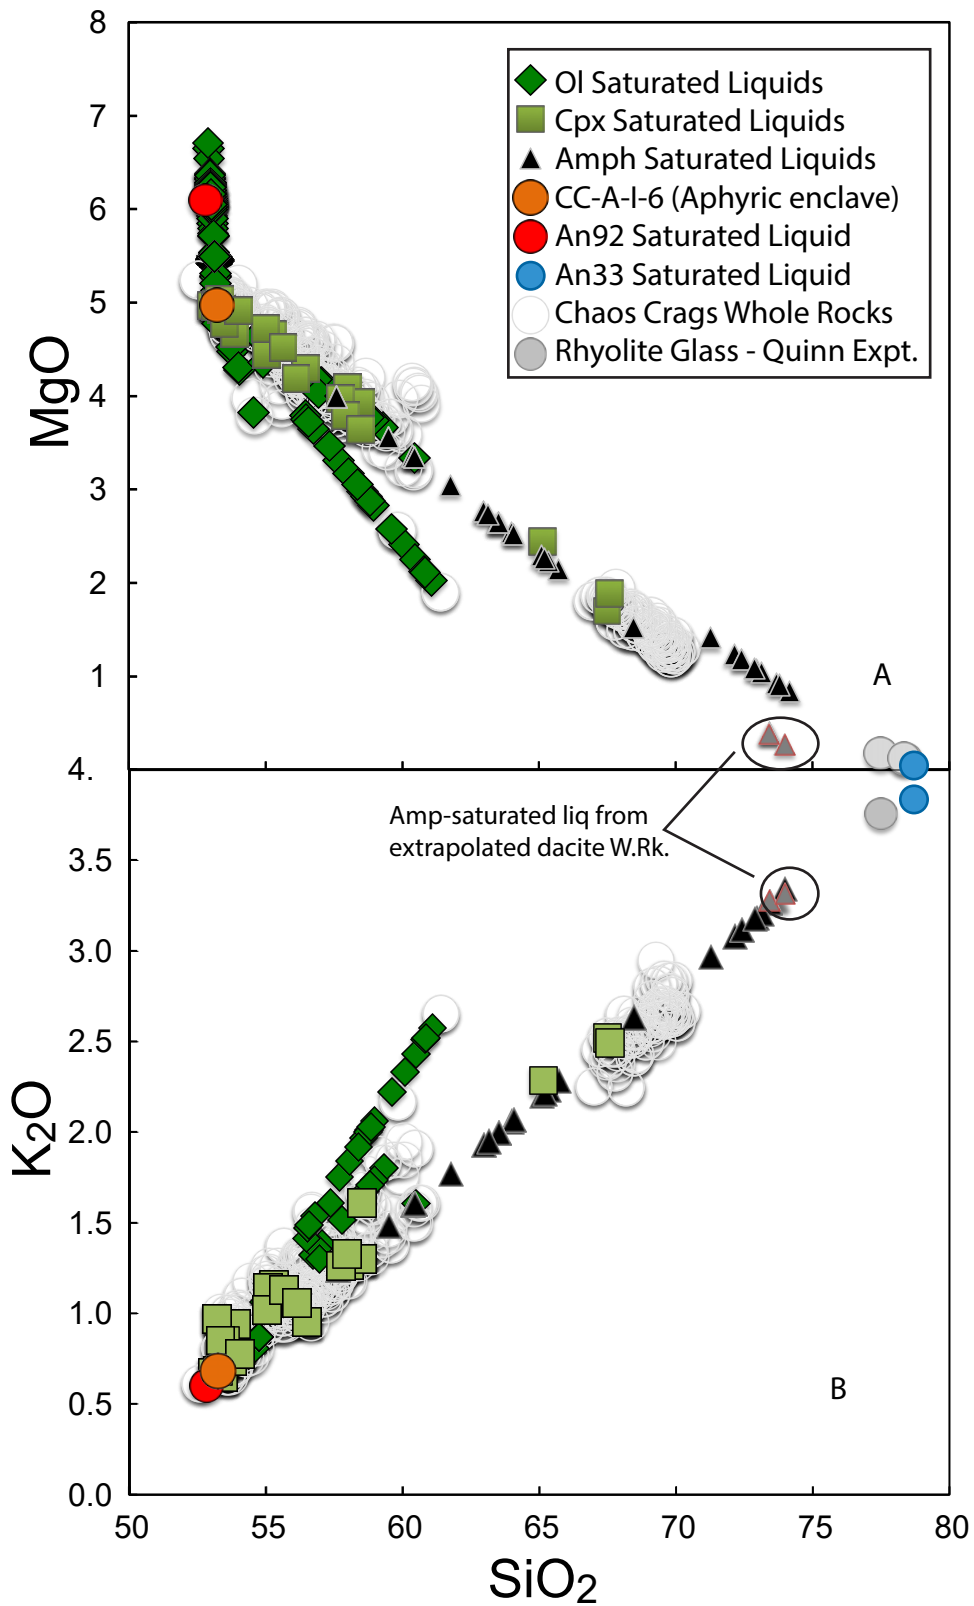 8
7
6
5
4
3
2
1
MgO
Ol Saturated Liquids
Cpx Saturated Liquids
Amph Saturated Liquids
CC-A-I-6 (Aphyric enclave)
An92 Saturated Liquid
An33 Saturated Liquid
Chaos Crags Whole Rocks
Rhyolite Glass - Quinn Expt.
A
4.
3.5
3.0
2.5
2.0
1.5
1.0
0.5
0.0
K2O
Amp-saturated liq from
extrapolated dacite W.Rk.
B
50 55 60 65 70 75 80
SiO2